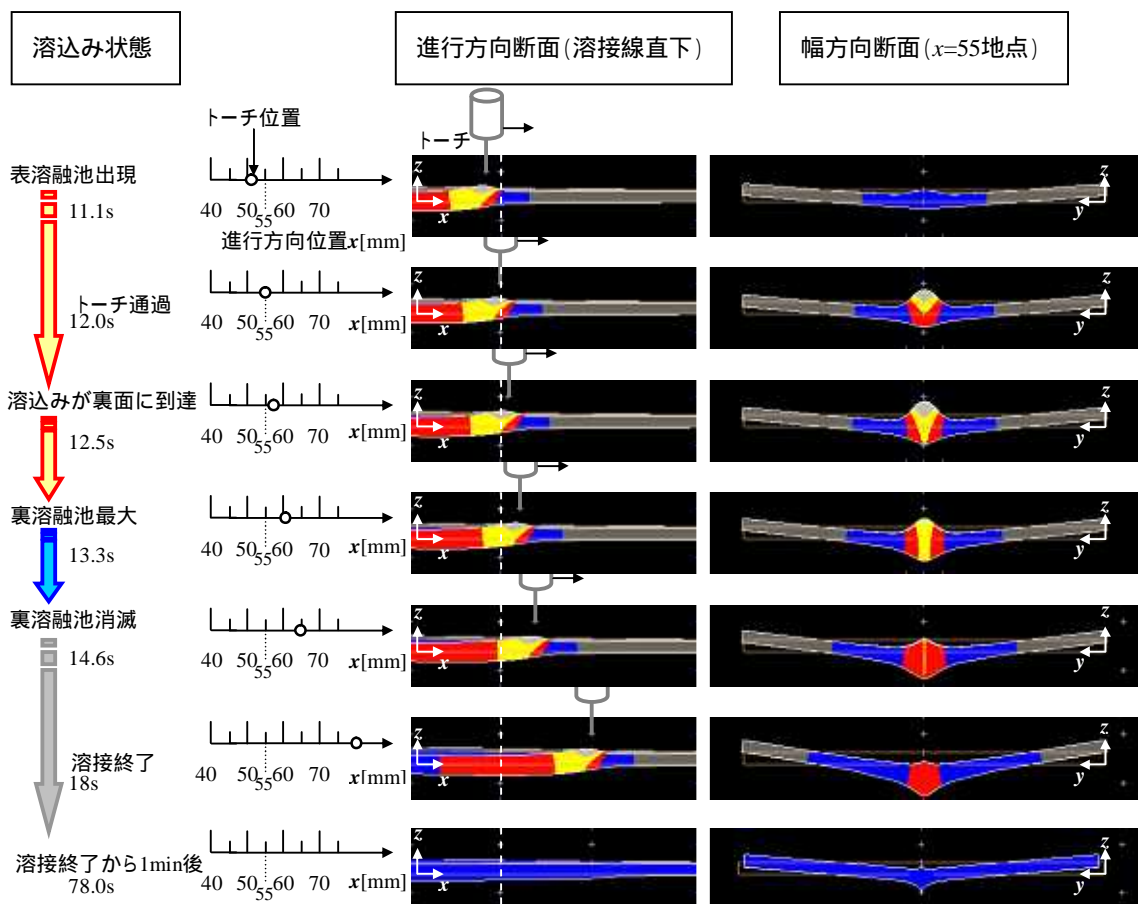 溶込み状態
進行方向断面(溶接線直下)
幅方向断面(x=55地点)
トーチ位置
トーチ
表溶融池出現
11.1s
40 50 60 70
55
進行方向位置x[mm]
z
x
z
y
トーチ通過
12.0s
40 50 60 70
55
x[mm]
z
x
z
y
溶込みが裏面に到達
12.5s
40 50 60 70
55
x[mm]
z
x
z
y
裏溶融池最大
13.3s
40 50 60 70
55
x[mm]
z
x
z
y
裏溶融池消滅
14.6s
40 50 60 70
55
x[mm]
z
x
z
y
溶接終了
18s
40 50 60 70
55
x[mm]
z
x
z
y
溶接終了から1min後
78.0s
40 50 60 70
55
x[mm]
z
x
z
y